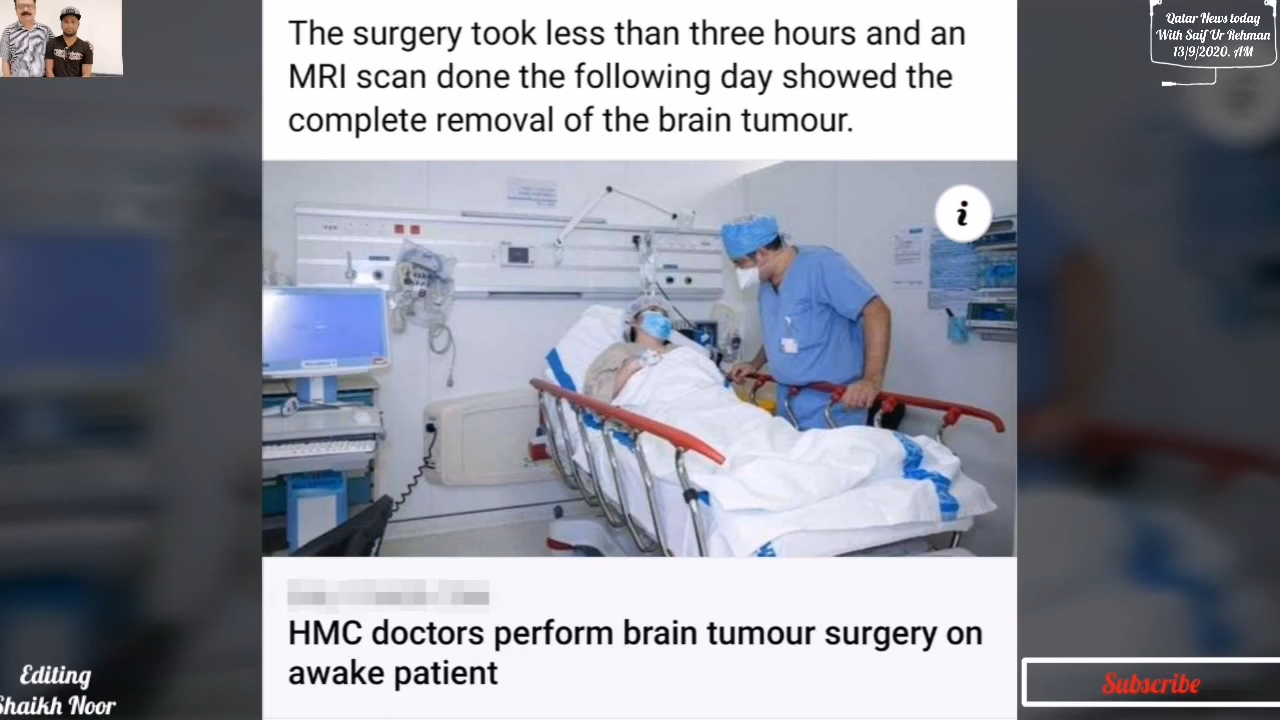 The surgery took less than three hours and an
MRI scan done the following day showed the
complete removal of the brain tumour.
Qatar News today
With Saif Ur Rehman
13/9/2020. AM
i
HMC doctors perform brain tumour surgery on
awake patient
Editing
Shaikh Noor
Subscribe